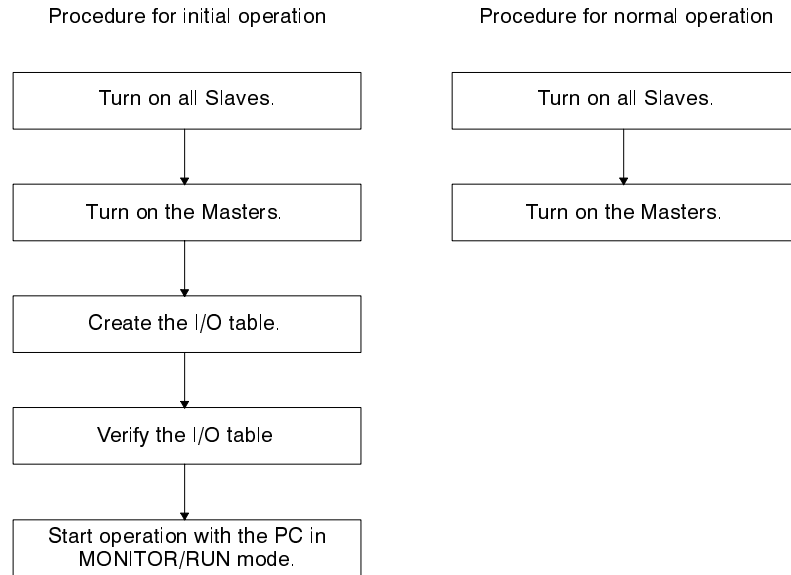 Procedure for initial operation
Turn on all Slaves.
Turn on the Masters.
Create the I/O table.
Verify the I/O table
Start operation with the PC in
MONITOR/RUN mode.
Procedure for normal operation
Turn on all Slaves.
Turn on the Masters.